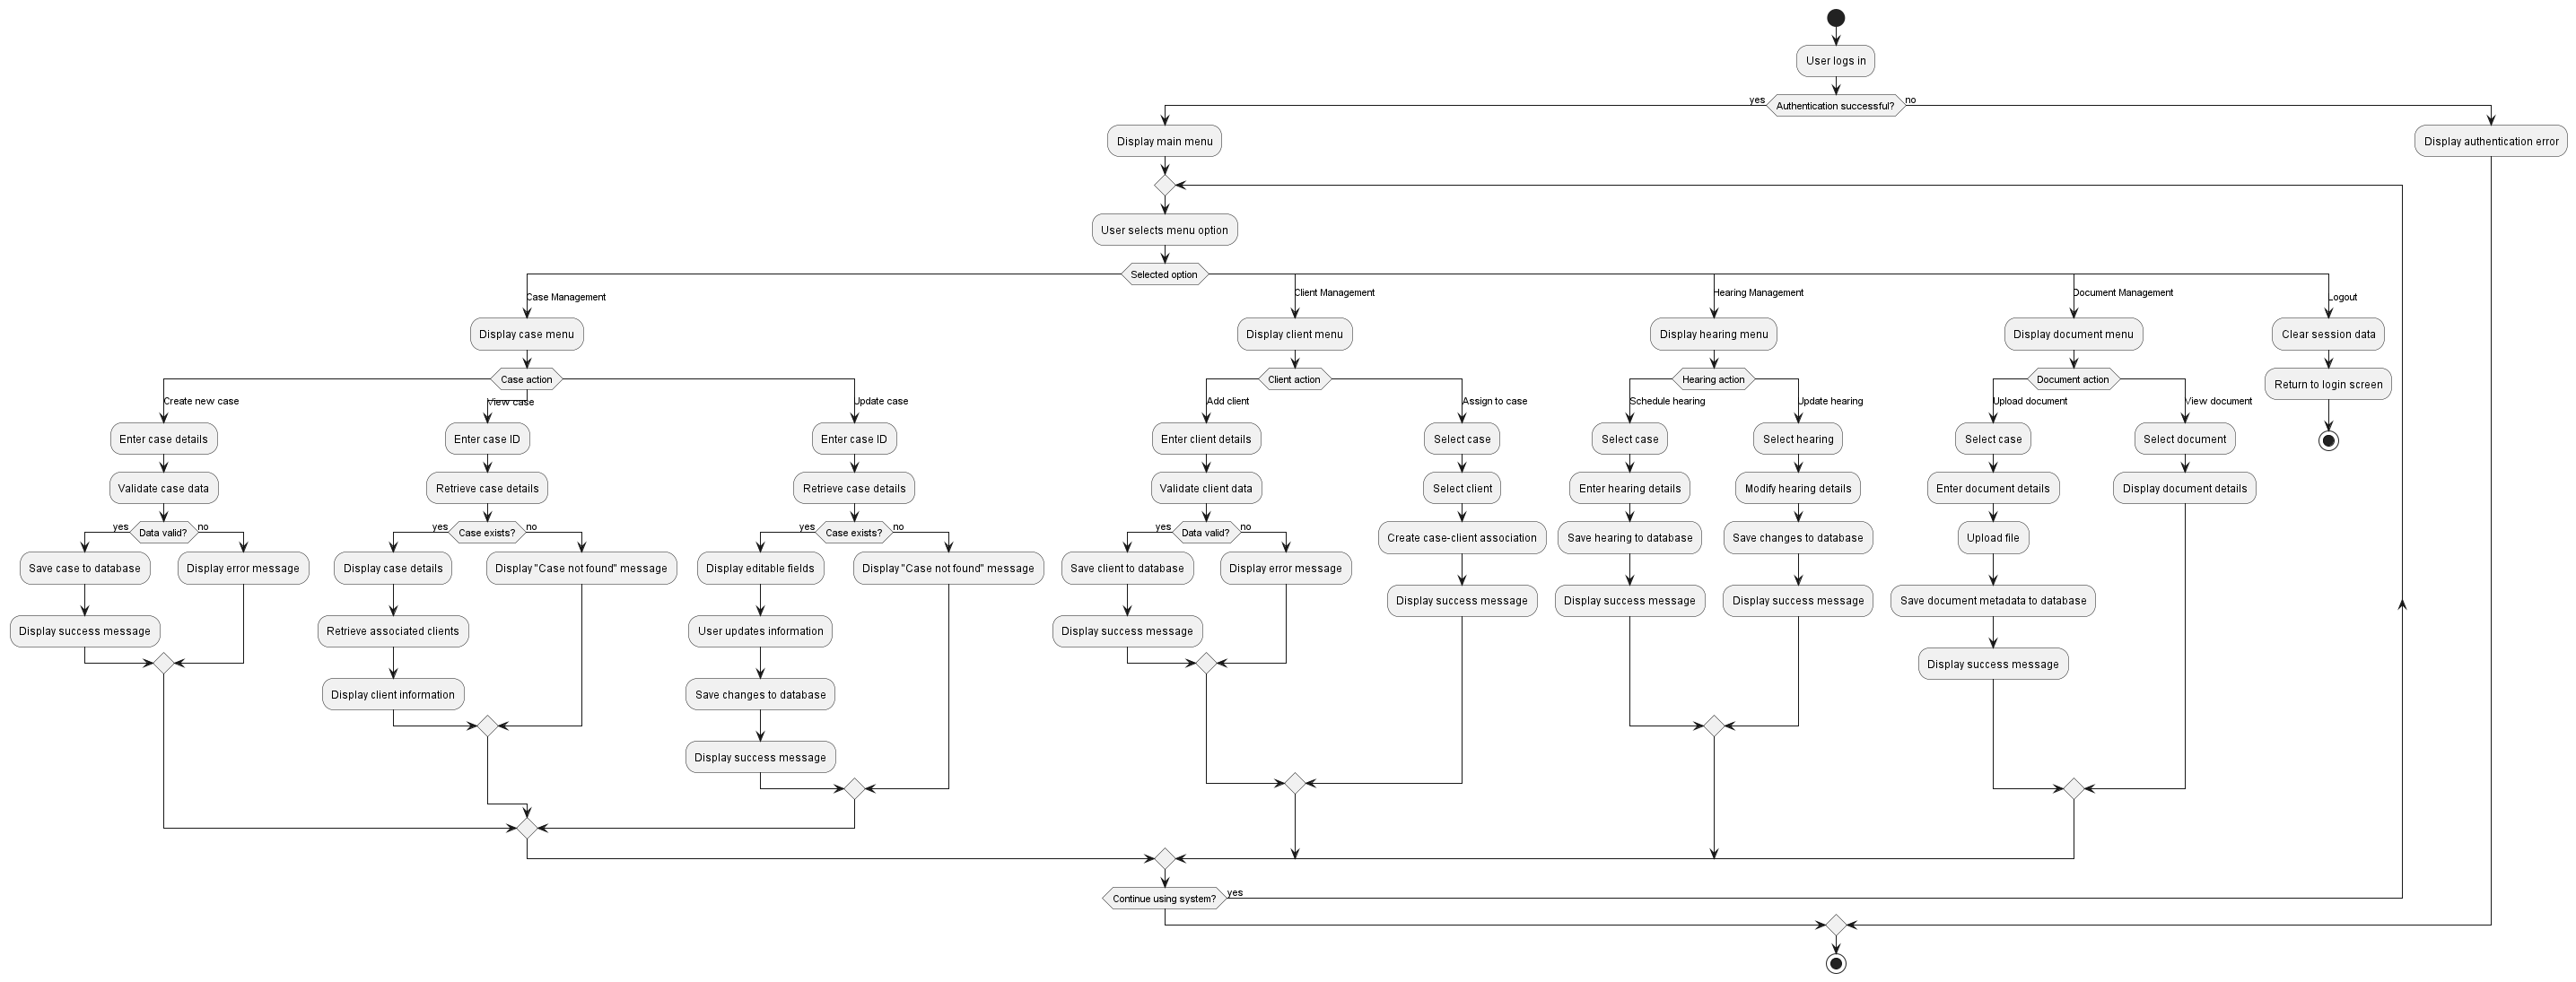 User logs in
yes
Authentication successful?
no
Display main menu
Display authentication error
User selects menu option
Selected option
Case Management
Client Management
Hearing Management
Document Management
Logout
Display case menu
Display client menu
Display hearing menu
Display document menu
Clear session data
Case action
Client action
Hearing action
Document action
Return to login screen
Create new case
View case
Update case
Add client
Assign to case
Schedule hearing
Update hearing
Upload document
View document
Enter case details
Enter case ID
Enter case ID
Enter client details
Select case
Select case
Select hearing
Select case
Select document
Validate case data
Retrieve case details
Retrieve case details
Validate client data
Select client
Enter hearing details
Modify hearing details
Enter document details
Display document details
yes
Data valid?
no
yes
Case exists?
no
yes
Case exists?
no
yes
Data valid?
no
Create case-client association
Save hearing to database
Save changes to database
Upload file
Save case to database
Display error message
Display case details
Display "Case not found" message
Display editable fields
Display "Case not found" message
Save client to database
Display error message
Display success message
Display success message
Display success message
Save document metadata to database
Display success message
Retrieve associated clients
User updates information
Display success message
Display success message
Display client information
Save changes to database
Display success message
Continue using system?
yes